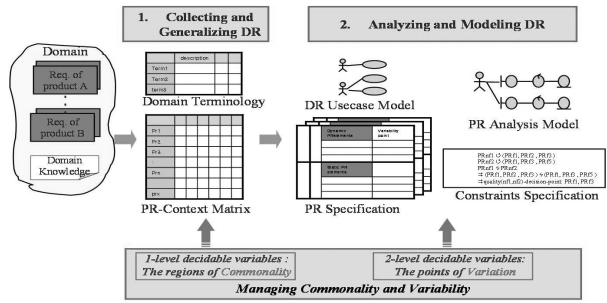 1. Collecting and
Generalizing DR
2. Analyzing and Modeling DR
Domain
Req. of
product A
Req. of
product B
Domain
Knowledge
description
Term1
Term2
term3
Domain Terminology
Pr1
Pr2
Pr3
prx
PR-Context Matrix
DR Usecase Model
PR Analysis Model
Dynamic
Variability
point
PR Specification
Constraints Specification
1-level decidable variables :
The regions of Commonality
2-level decidable variables:
The points of Variation
Managing Commonality and Variability